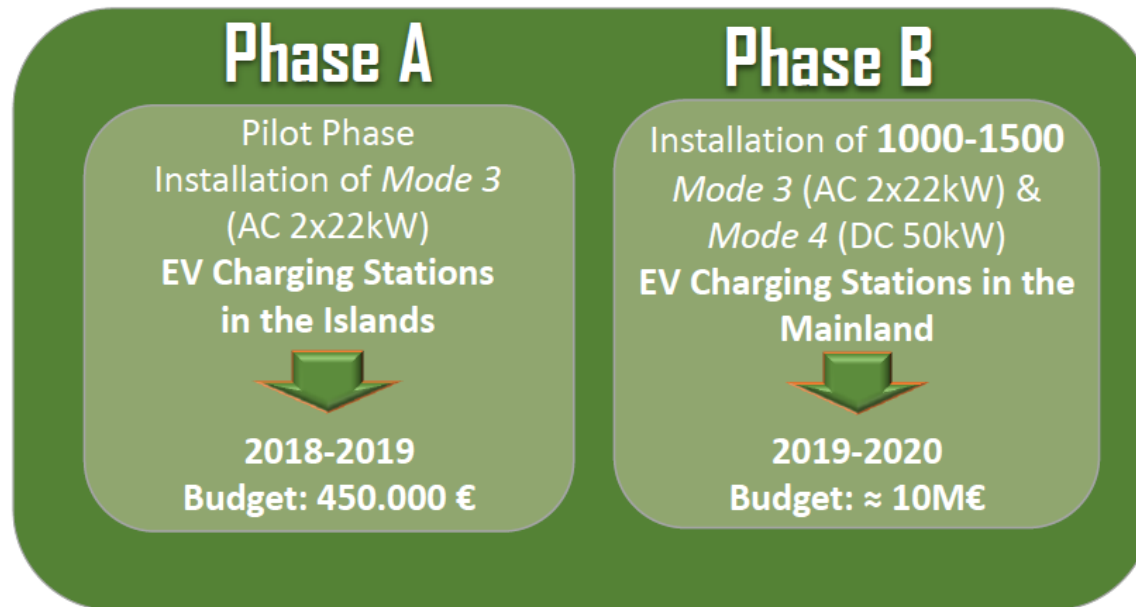 Phase A
Pilot Phase
Installation of Mode 3
(AC 2x22kW)
EV Charging Stations
in the Islands
2018-2019
Budget: 450.000 €
Phase B
Installation of 1000-1500
Mode 3 (AC 2x22kW) &
Mode 4 (DC 50kW)
EV Charging Stations in the
Mainland
2019-2020
Budget: ≈ 10M€